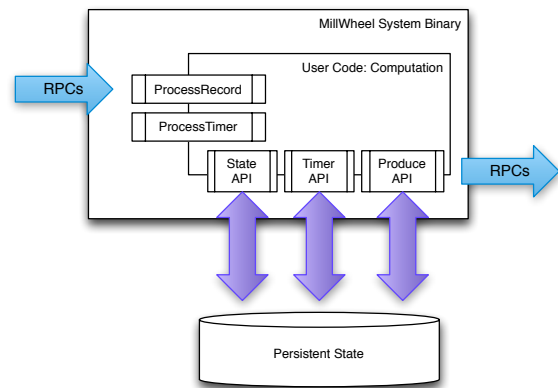 MillWheel System Binary
User Code: Computation
RPCs
ProcessRecord
ProcessTimer
State
API
Timer
API
Produce
API
RPCs
Persistent State